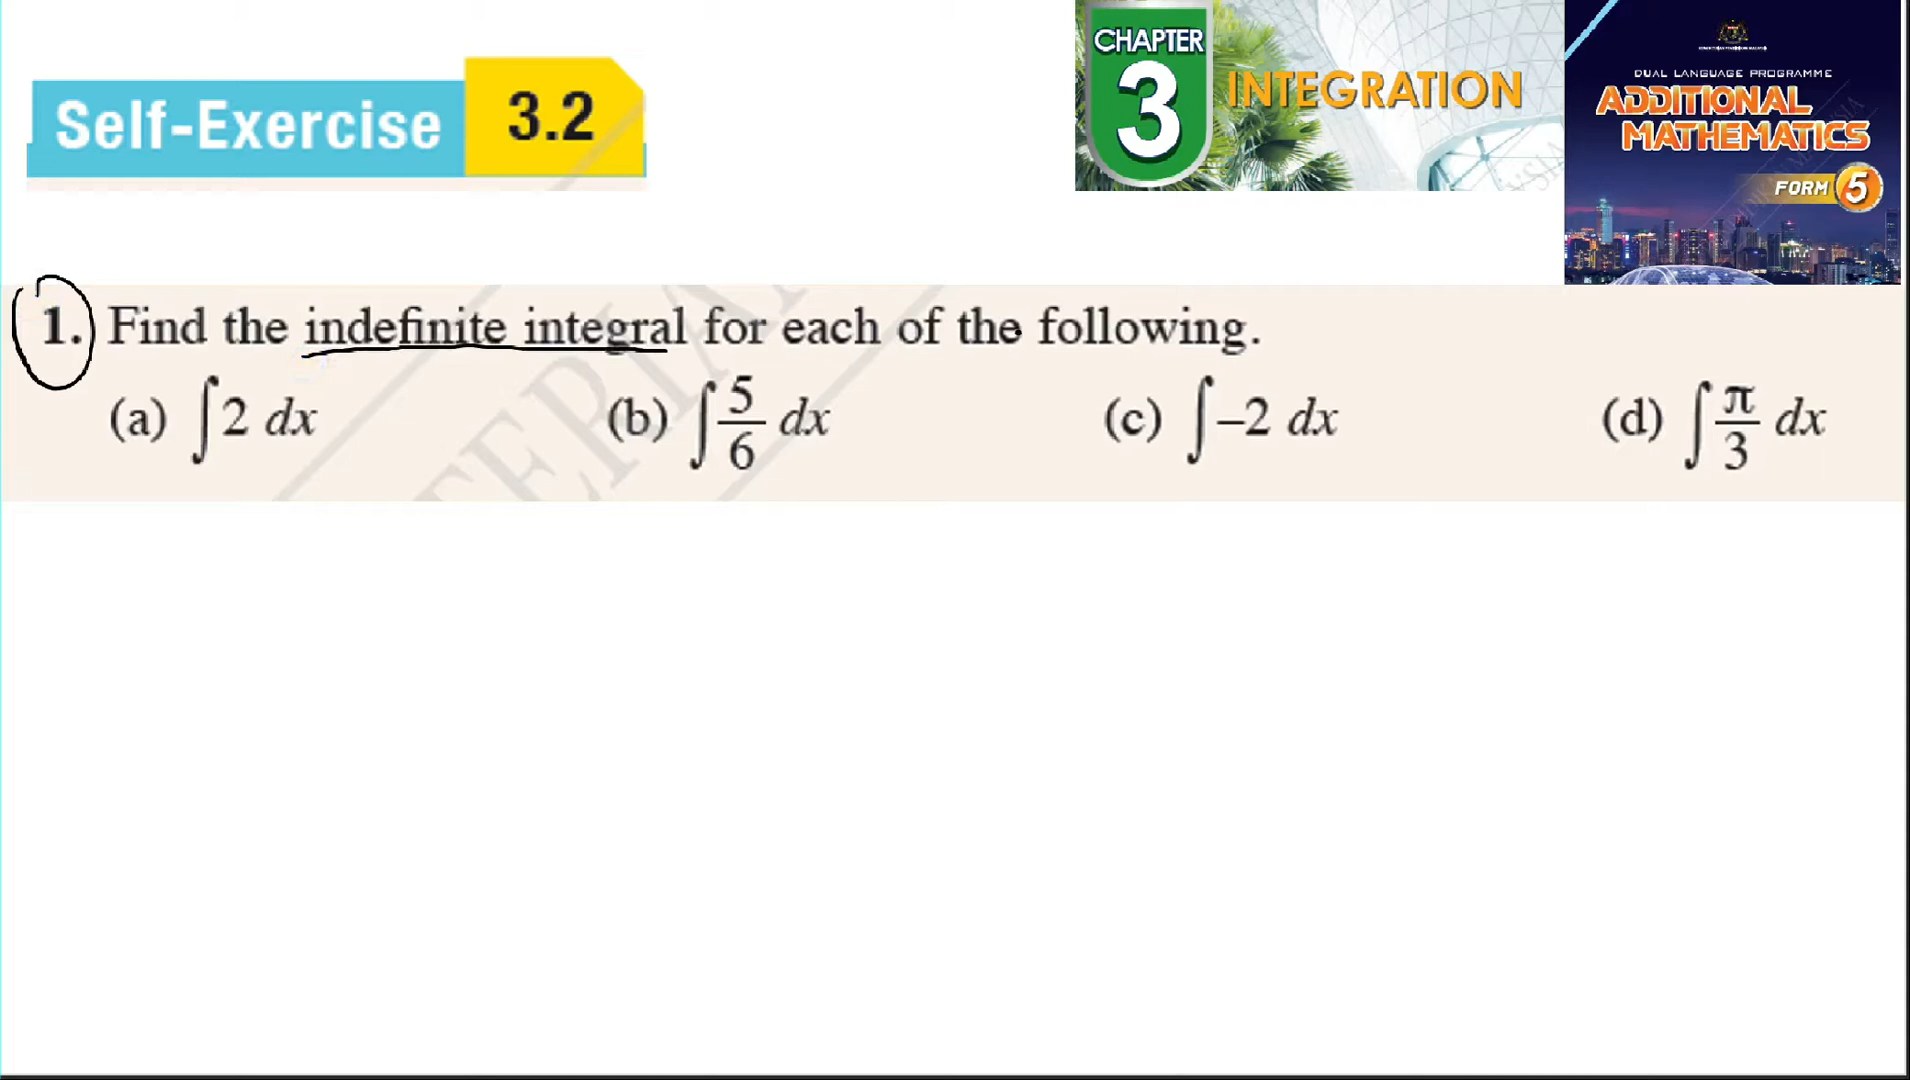 CHAPTER
3
INTEGRATION
DUAL LANGUAGE PROGRAMME
ADDITIONAL
MATHEMATICS
FORM 5
Self-Exercise 3.2
1. Find the indefinite integral for each of the following.
(a) ∫2 dx (b) ∫5/6 dx (c) ∫–2 dx (d) ∫π/3 dx